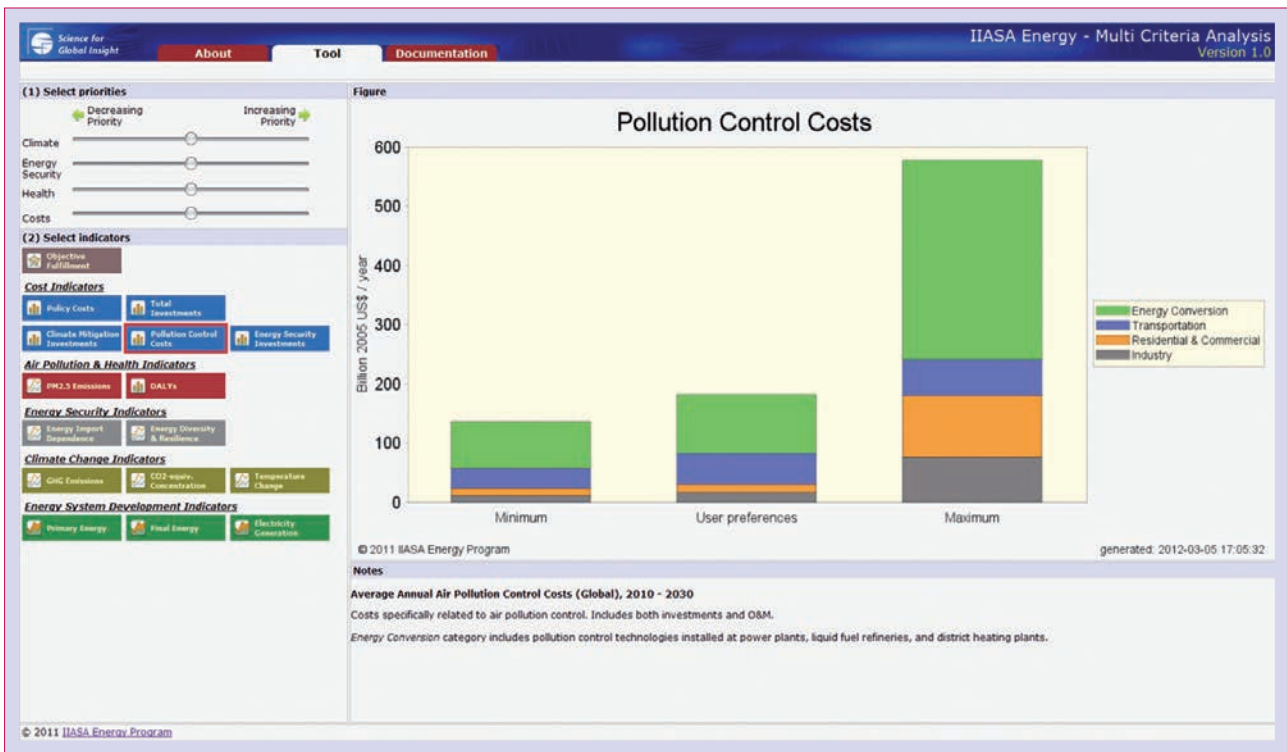 Science for
Global Insight
About
Tool
Documentation
IIASA Energy - Multi Criteria Analysis
Version 1.0
(1) Select priorities
Decreasing
Priority
Increasing
Priority
Climate
Energy
Security
Health
Costs
(2) Select indicators
Objective
Fulfillment
Cost Indicators
Policy Costs
Total
Investments
Climate Mitigation
Investments
Pollution Control
Costs
Energy Security
Investments
Air Pollution & Health Indicators
PM2.5 Emissions
DALYs
Energy Security Indicators
Energy Import
Dependence
Energy Diversity
& Resilience
Climate Change Indicators
GHG Emissions
CO2-equiv.
Concentration
Temperature
Change
Energy System Development Indicators
Primary Energy
Final Energy
Electricity
Generation
Figure
Pollution Control Costs
Billion 2005 US$ / year
600
500
400
300
200
100
0
Minimum
User preferences
Maximum
Energy Conversion
Transportation
Residential & Commercial
Industry
© 2011 IIASA Energy Program
generated: 2012-03-05 17:05:32
Notes
Average Annual Air Pollution Control Costs (Global), 2010 - 2030
Costs specifically related to air pollution control. Includes both investments and O&M.
Energy Conversion category includes pollution control technologies installed at power plants, liquid fuel refineries, and district heating plants.
© 2011 IIASA Energy Program